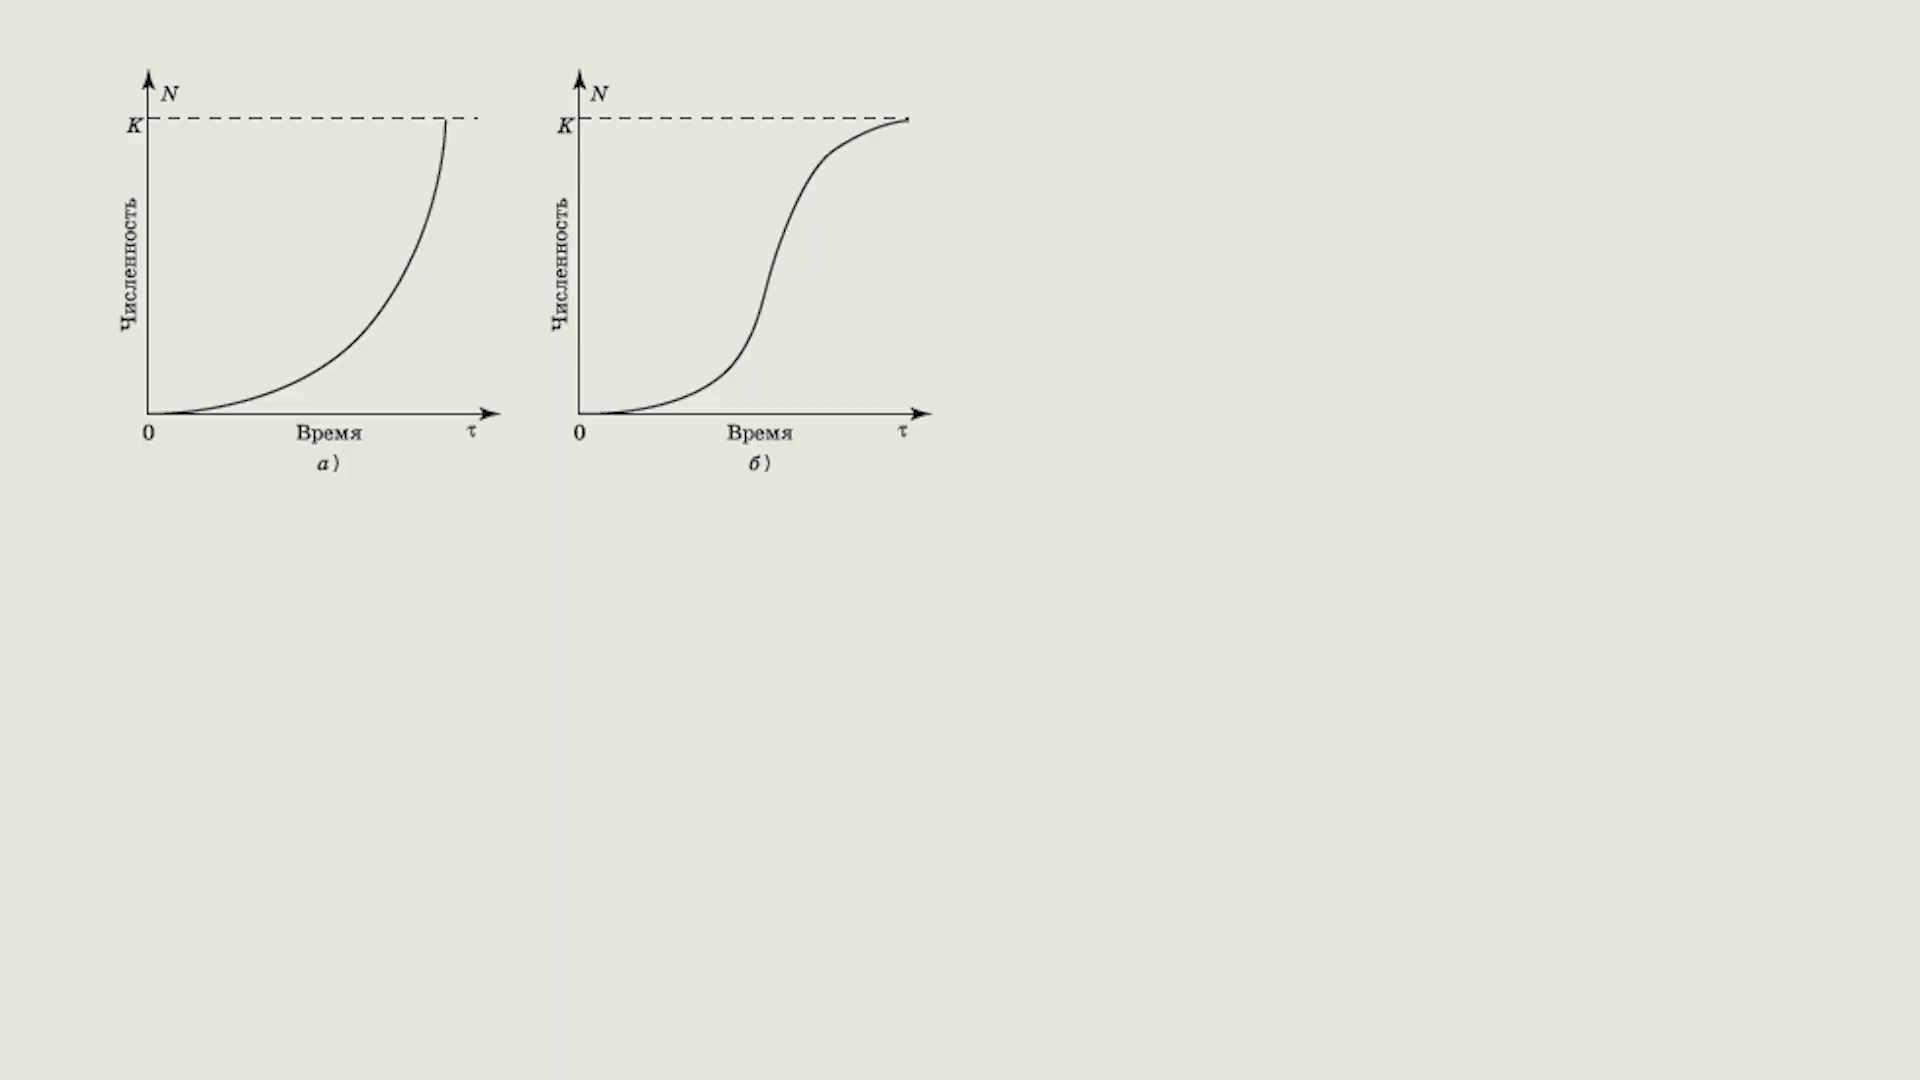 N
K
Численность
0
Время
τ
а)
N
K
Численность
0
Время
τ
б)